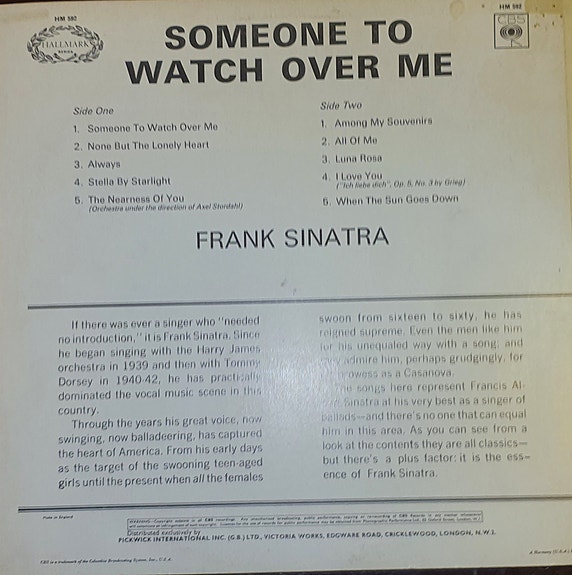 HM 592
HM 592
HALLMARK
SERIES
CBS
SOMEONE TO
WATCH OVER ME
Side One
1. Someone To Watch Over Me
2. None But The Lonely Heart
3. Always
4. Stella By Starlight
5. The Nearness Of You
(Orchestra under the direction of Axel Stordahl)
Side Two
1. Among My Souvenirs
2. All Of Me
3. Luna Rosa
4. I Love You
("Ich liebe dich", Op. 5, No. 3 by Grieg)
5. When The Sun Goes Down
FRANK SINATRA
If there was ever a singer who "needed
no introduction," it is Frank Sinatra. Since
he began singing with the Harry James
orchestra in 1939 and then with Tommy
Dorsey in 1940-42, he has practically
dominated the vocal music scene in this
country.
Through the years his great voice, now
swinging, now balladeering, has captured
the heart of America. From his early days
as the target of the swooning teen-aged
girls until the present when all the females
swoon from sixteen to sixty, he has
reigned supreme. Even the men like him
for his unequaled way with a song; and
admire him, perhaps grudgingly, for
prowess as a Casanova.
songs here represent Francis Al-
Sinatra at his very best as a singer of
ballads—and there's no one that can equal
him in this area. As you can see from a
look at the contents they are all classics—
but there's a plus factor: it is the ess-
ence of Frank Sinatra.
Made in England
Distributed exclusively by
PICKWICK INTERNATIONAL INC. (G.B.) LTD., VICTORIA WORKS, EDGWARE ROAD, CRICKLEWOOD, LONDON, N.W.2.
CBS is a trademark of the Columbia Broadcasting System, Inc., U.S.A.